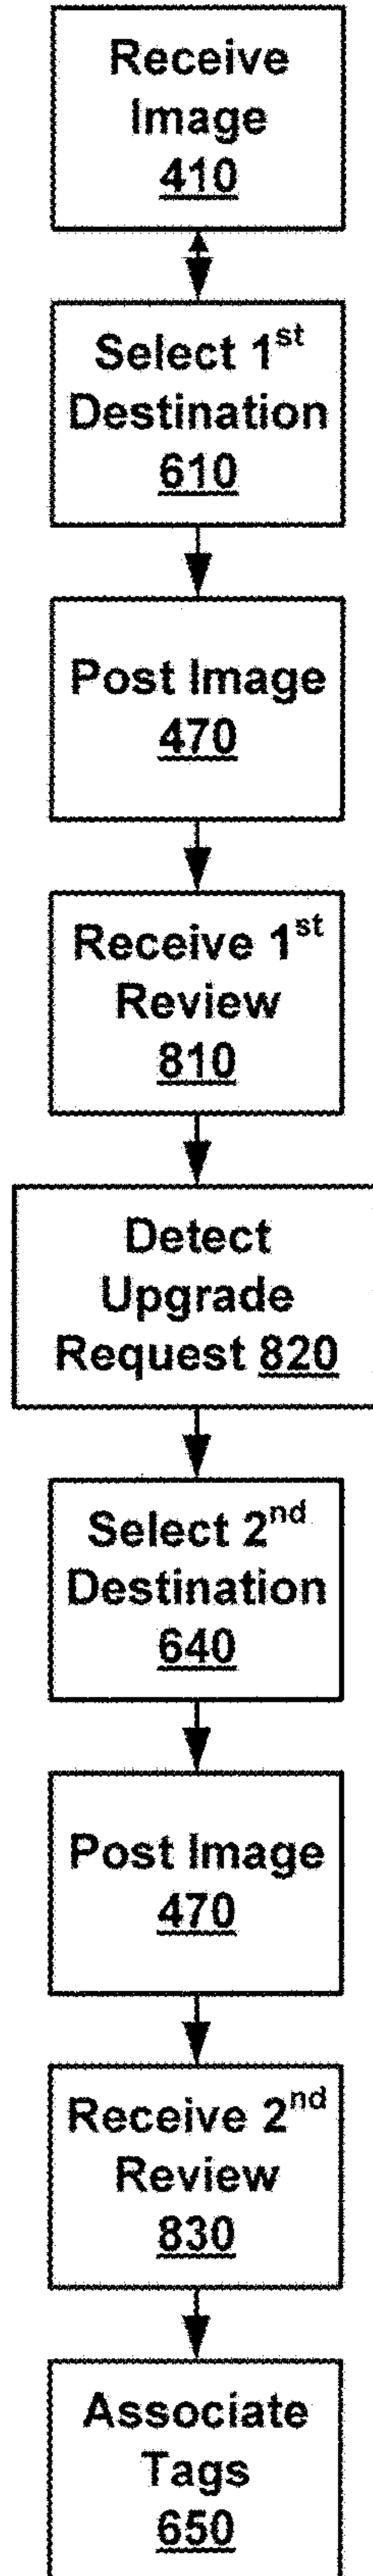 Receive
Image
410
Select 1st
Destination
610
Post Image
470
Receive 1st
Review
810
Detect
Upgrade
Request 820
Select 2nd
Destination
640
Post Image
470
Receive 2nd
Review
830
Associate
Tags
650